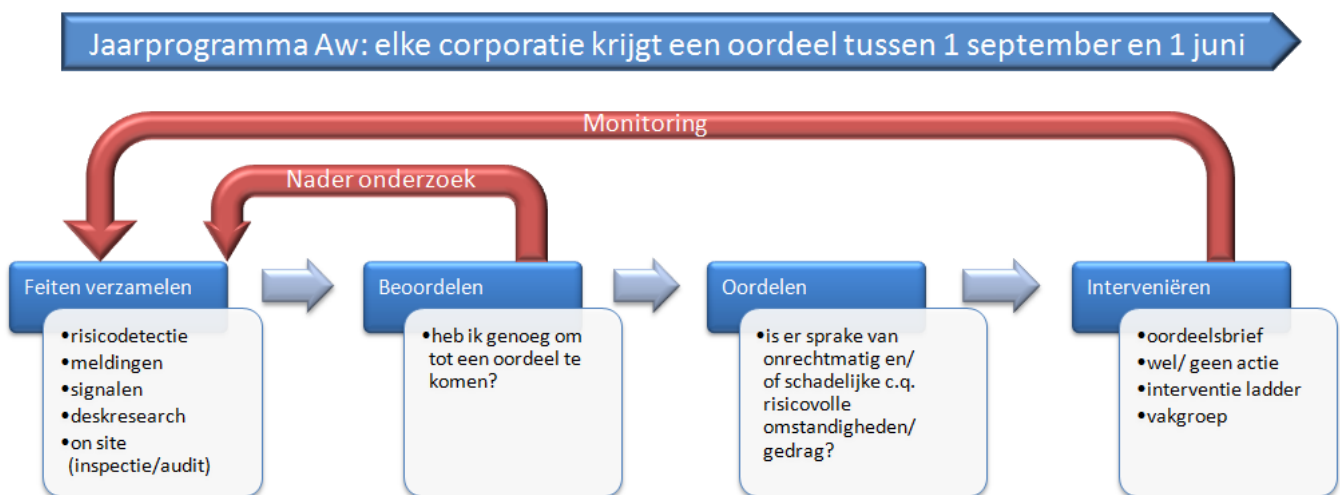 Jaarprogramma Aw: elke corporatie krijgt een oordeel tussen 1 september en 1 juni
Monitoring
Nader onderzoek
Feiten verzamelen
•risicodetectie
•meldingen
•signalen
•deskresearch
•on site
(inspectie/audit)
Beoordelen
•heb ik genoeg om
tot een oordeel te
komen?
Oordelen
•is er sprake van
onrechtmatig en/
of schadelijke c.q.
risicovolle
omstandigheden/
gedrag?
Interveniëren
•oordeelsbrief
•wel/ geen actie
•interventie ladder
•vakgroep